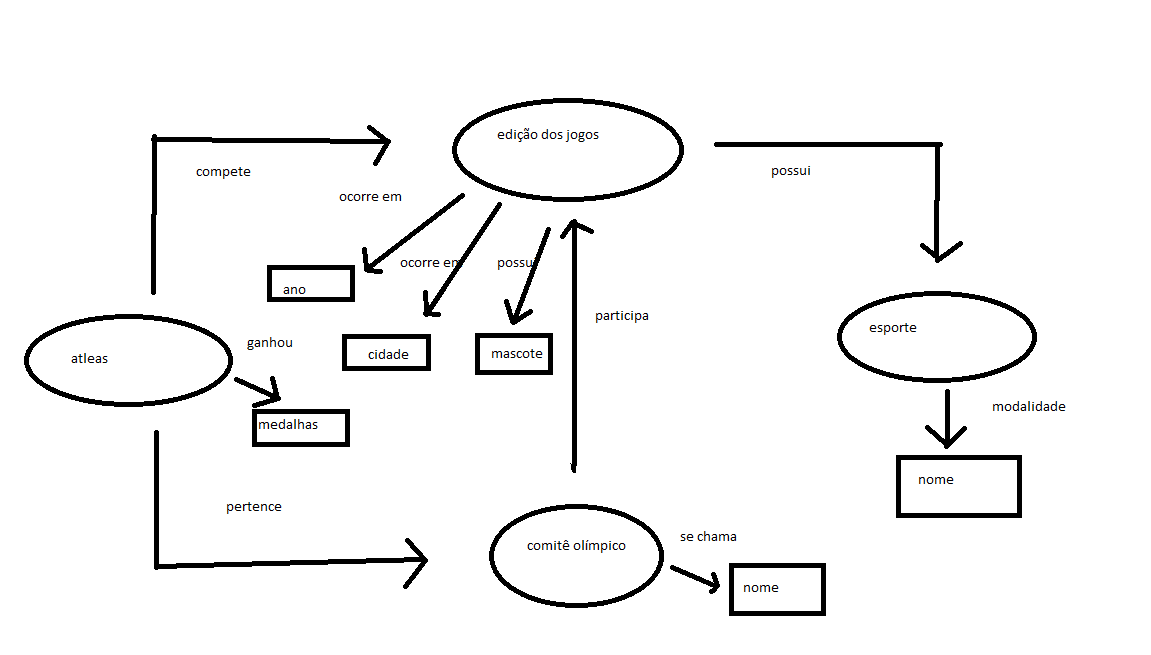 edição dos jogos
compete
possui
ocorre em
ocorre em
possui
ano
participa
esporte
ganhou
cidade
mascote
atleas
modalidade
medalhas
nome
pertence
comitê olímpico
se chama
nome